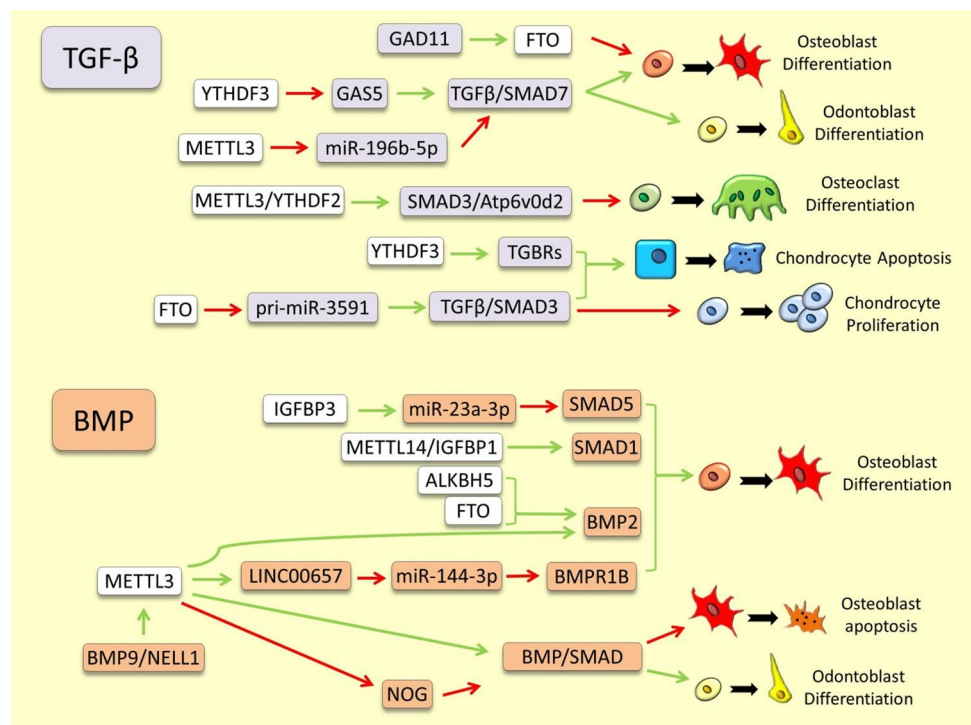 TGF-β
GAD11
FTO
Osteoblast
Differentiation
YTHDF3
GAS5
TGFβ/SMAD7
Odontoblast
Differentiation
METTL3
miR-196b-5p
METTL3/YTHDF2
SMAD3/Atp6v0d2
Osteoclast
Differentiation
YTHDF3
TGBRs
Chondrocyte Apoptosis
FTO
pri-miR-3591
TGFβ/SMAD3
Chondrocyte
Proliferation
BMP
IGFBP3
miR-23a-3p
SMAD5
METTL14/IGFBP1
SMAD1
ALKBH5
FTO
BMP2
Osteoblast
Differentiation
METTL3
LINC00657
miR-144-3p
BMPR1B
Osteoblast
apoptosis
BMP9/NELL1
BMP/SMAD
NOG
Odontoblast
Differentiation